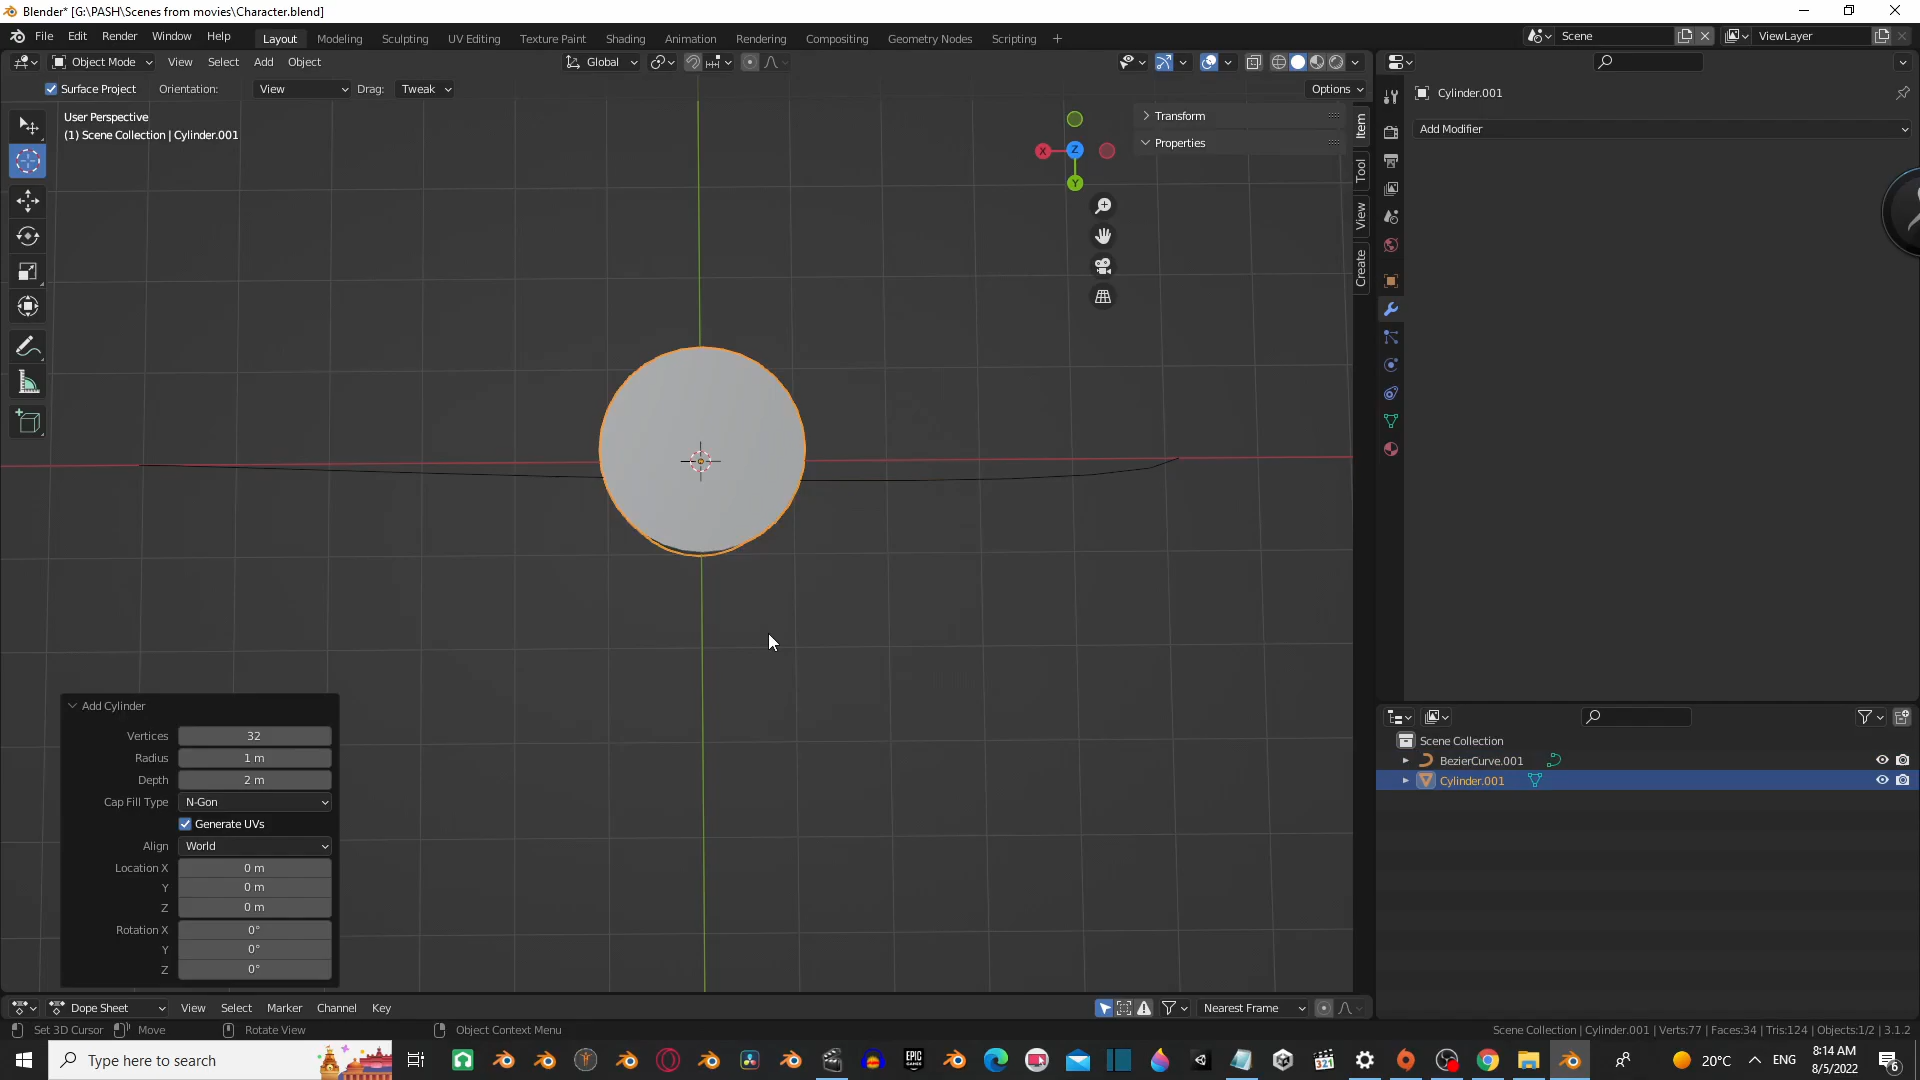 Blender* [G:\PASH\Scenes from movies\Character.blend]
File Edit Render Window Help Layout Modeling Sculpting UV Editing Texture Paint Shading Animation Rendering Compositing Geometry Nodes Scripting Scene ViewLayer
Object Mode View Select Add Object Global
Surface Project Orientation: View Drag: Tweak Options
Cylinder.001
Add Modifier
User Perspective
(1) Scene Collection | Cylinder.001
Transform
Properties
Item
Tool
View
Create
X
Z
Y
Add Cylinder
Vertices 32
Radius 1 m
Depth 2 m
Cap Fill Type N-Gon
Generate UVs
Align World
Location X 0 m
Y 0 m
Z 0 m
Rotation X 0°
Y 0°
Z 0°
Scene Collection
BezierCurve.001
Cylinder.001
Dope Sheet View Select Marker Channel Key Nearest Frame
Set 3D Cursor Move Rotate View Object Context Menu
Scene Collection | Cylinder.001 | Verts:77 | Faces:34 | Tris:124 | Objects:1/2 | 3.1.2
Type here to search
EPIC GAMES
321
20°C
ENG
8:14 AM
8/5/2022
6